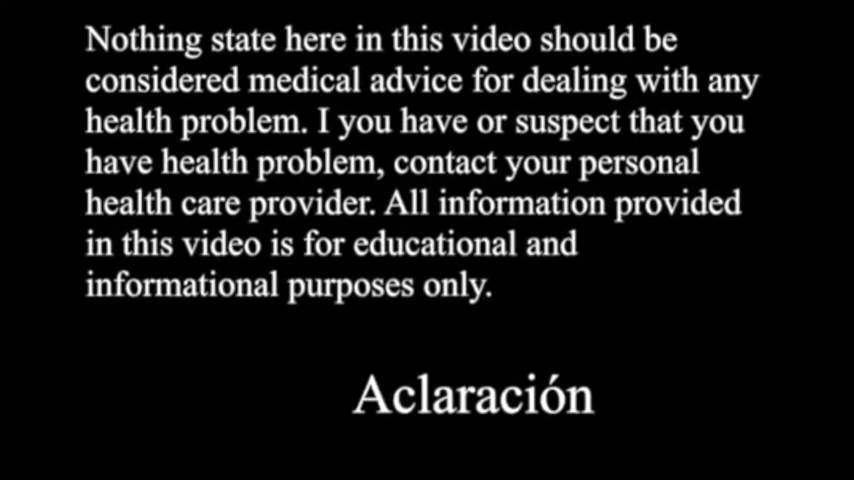 Nothing state here in this video should be
considered medical advice for dealing with any
health problem. I you have or suspect that you
have health problem, contact your personal
health care provider. All information provided
in this video is for educational and
informational purposes only.
Aclaración